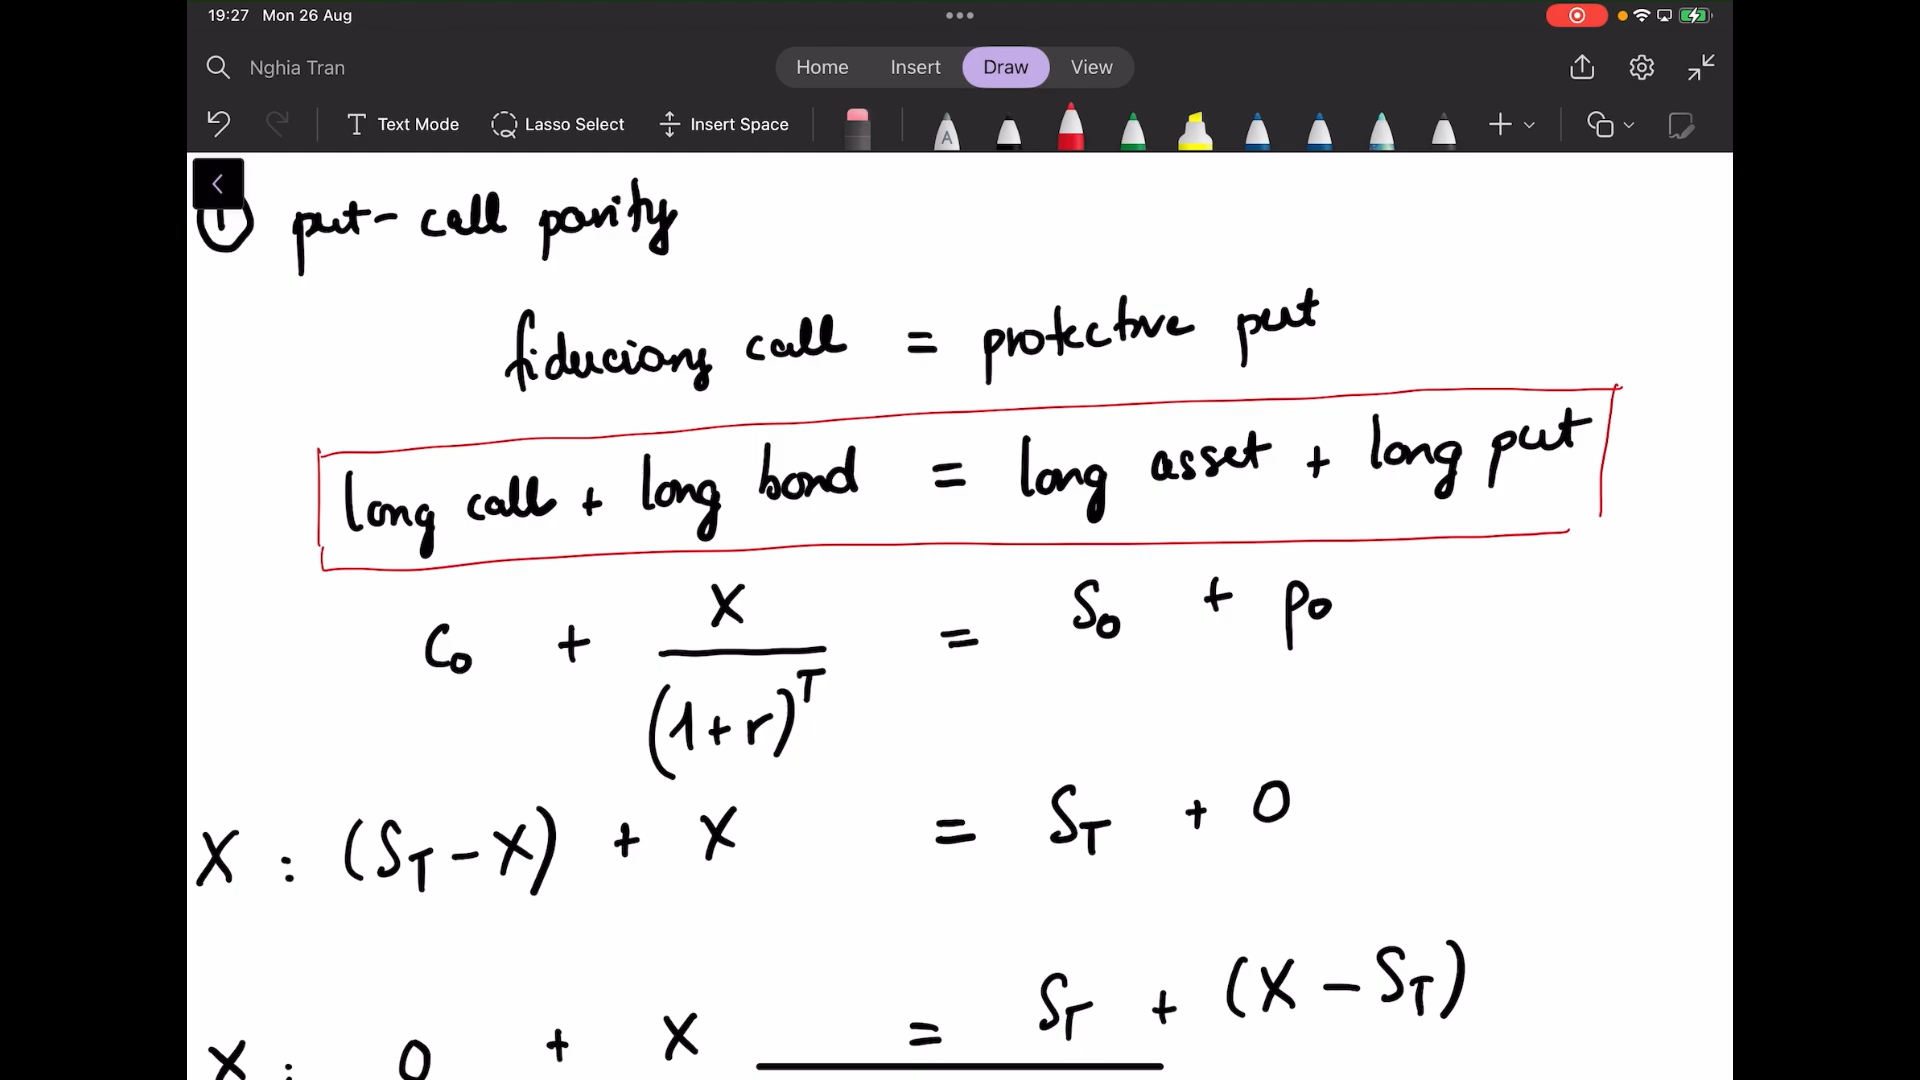 19:27 Mon 26 Aug
Nghia Tran Home Insert Draw View
Text Mode Lasso Select Insert Space A
① put-call parity
fiduciary call = protective put
long call + long bond = long asset + long put
c₀ + X/(1+r)ᵀ = S₀ + p₀
X : (S_T - X) + X = S_T + 0
X : 0 + X = S_T + (X - S_T)